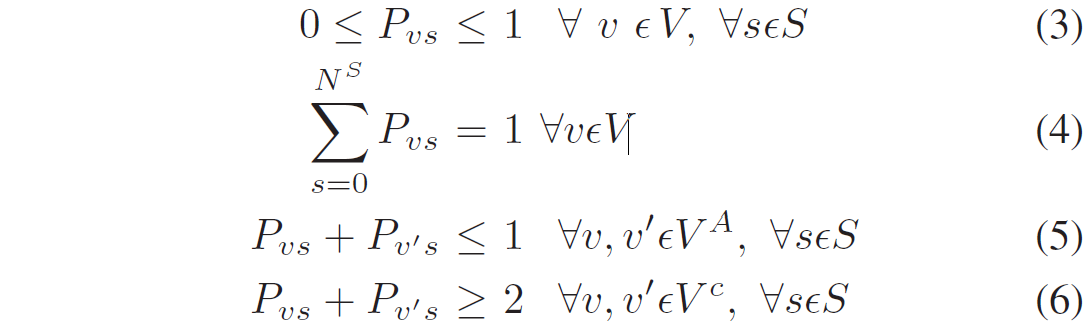 0 ≤ P_{vs} ≤ 1 ∀ v ϵ V, ∀sϵS (3)
\sum_{s=0}^{N^S} P_{vs} = 1 ∀vϵV (4)
P_{vs} + P_{v's} ≤ 1 ∀v, v'ϵV^A, ∀sϵS (5)
P_{vs} + P_{v's} ≥ 2 ∀v, v'ϵV^c, ∀sϵS (6)